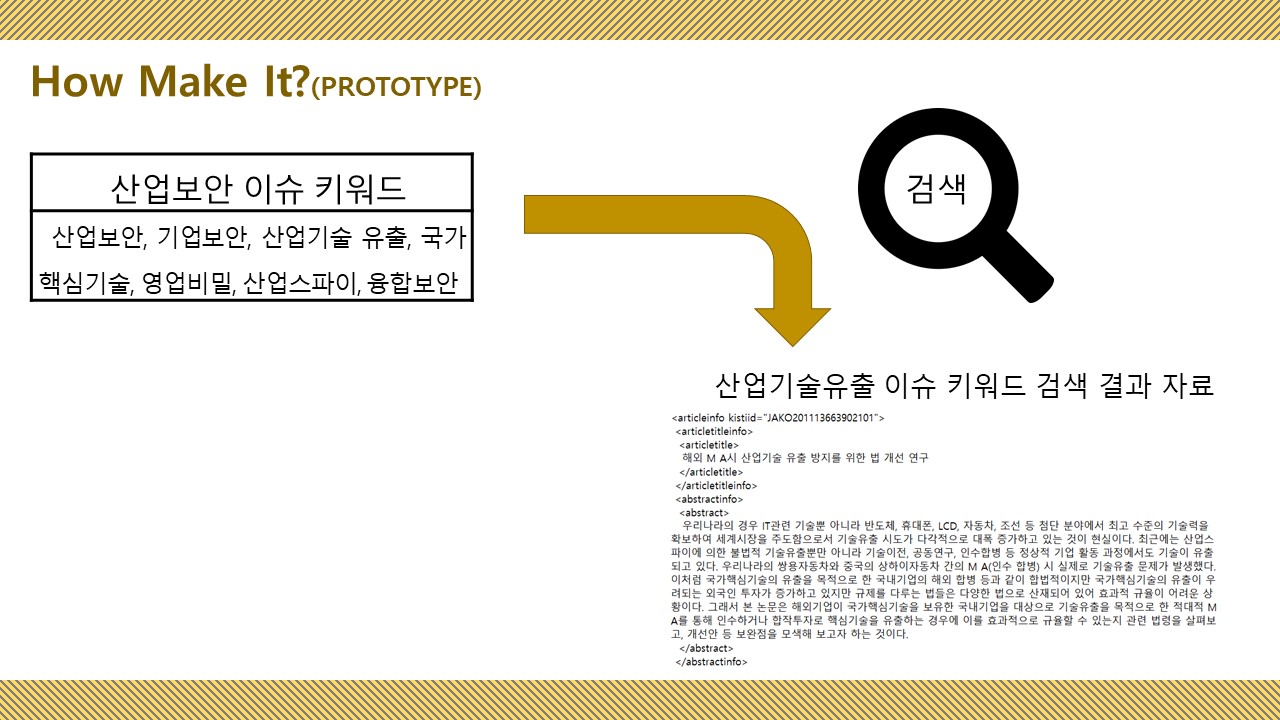 How Make It?(PROTOTYPE)
산업보안 이슈 키워드
산업보안, 기업보안, 산업기술 유출, 국가
핵심기술, 영업비밀, 산업스파이, 융합보안
검색
산업기술유출 이슈 키워드 검색 결과 자료
<articleinfo kistiid="JAKO201113663902101">
<articletitleinfo>
<articletitle>
해외 M A시 산업기술 유출 방지를 위한 법 개선 연구
</articletitle>
</articletitleinfo>
<abstractinfo>
<abstract>
우리나라의 경우 IT관련 기술뿐 아니라 반도체, 휴대폰, LCD, 자동차, 조선 등 첨단 분야에서 최고 수준의 기술력을
확보하여 세계시장을 주도함으로서 기술유출 시도가 다각적으로 대폭 증가하고 있는 것이 현실이다. 최근에는 산업스
파이에 의한 불법적 기술유출뿐만 아니라 기술이전, 공동연구, 인수합병 등 정상적 기업 활동 과정에서도 기술이 유출
되고 있다. 우리나라의 쌍용자동차와 중국의 상하이자동차 간의 M A(인수 합병) 시 실제로 기술유출 문제가 발생했다.
이처럼 국가핵심기술의 유출을 목적으로 한 국내기업의 해외 합병 등과 같이 합법적이지만 국가핵심기술의 유출이 우
려되는 외국인 투자가 증가하고 있지만 규제를 다루는 법들은 다양한 법으로 산재되어 있어 효과적 규율이 어려운 상
황이다. 그래서 본 논문은 해외기업이 국가핵심기술을 보유한 국내기업을 대상으로 기술유출을 목적으로 한 적대적 M
A를 통해 인수하거나 합작투자로 핵심기술을 유출하는 경우에 이를 효과적으로 규율할 수 있는지 관련 법령을 살펴보
고, 개선안 등 보완점을 모색해 보고자 하는 것이다.
</abstract>
</abstractinfo>